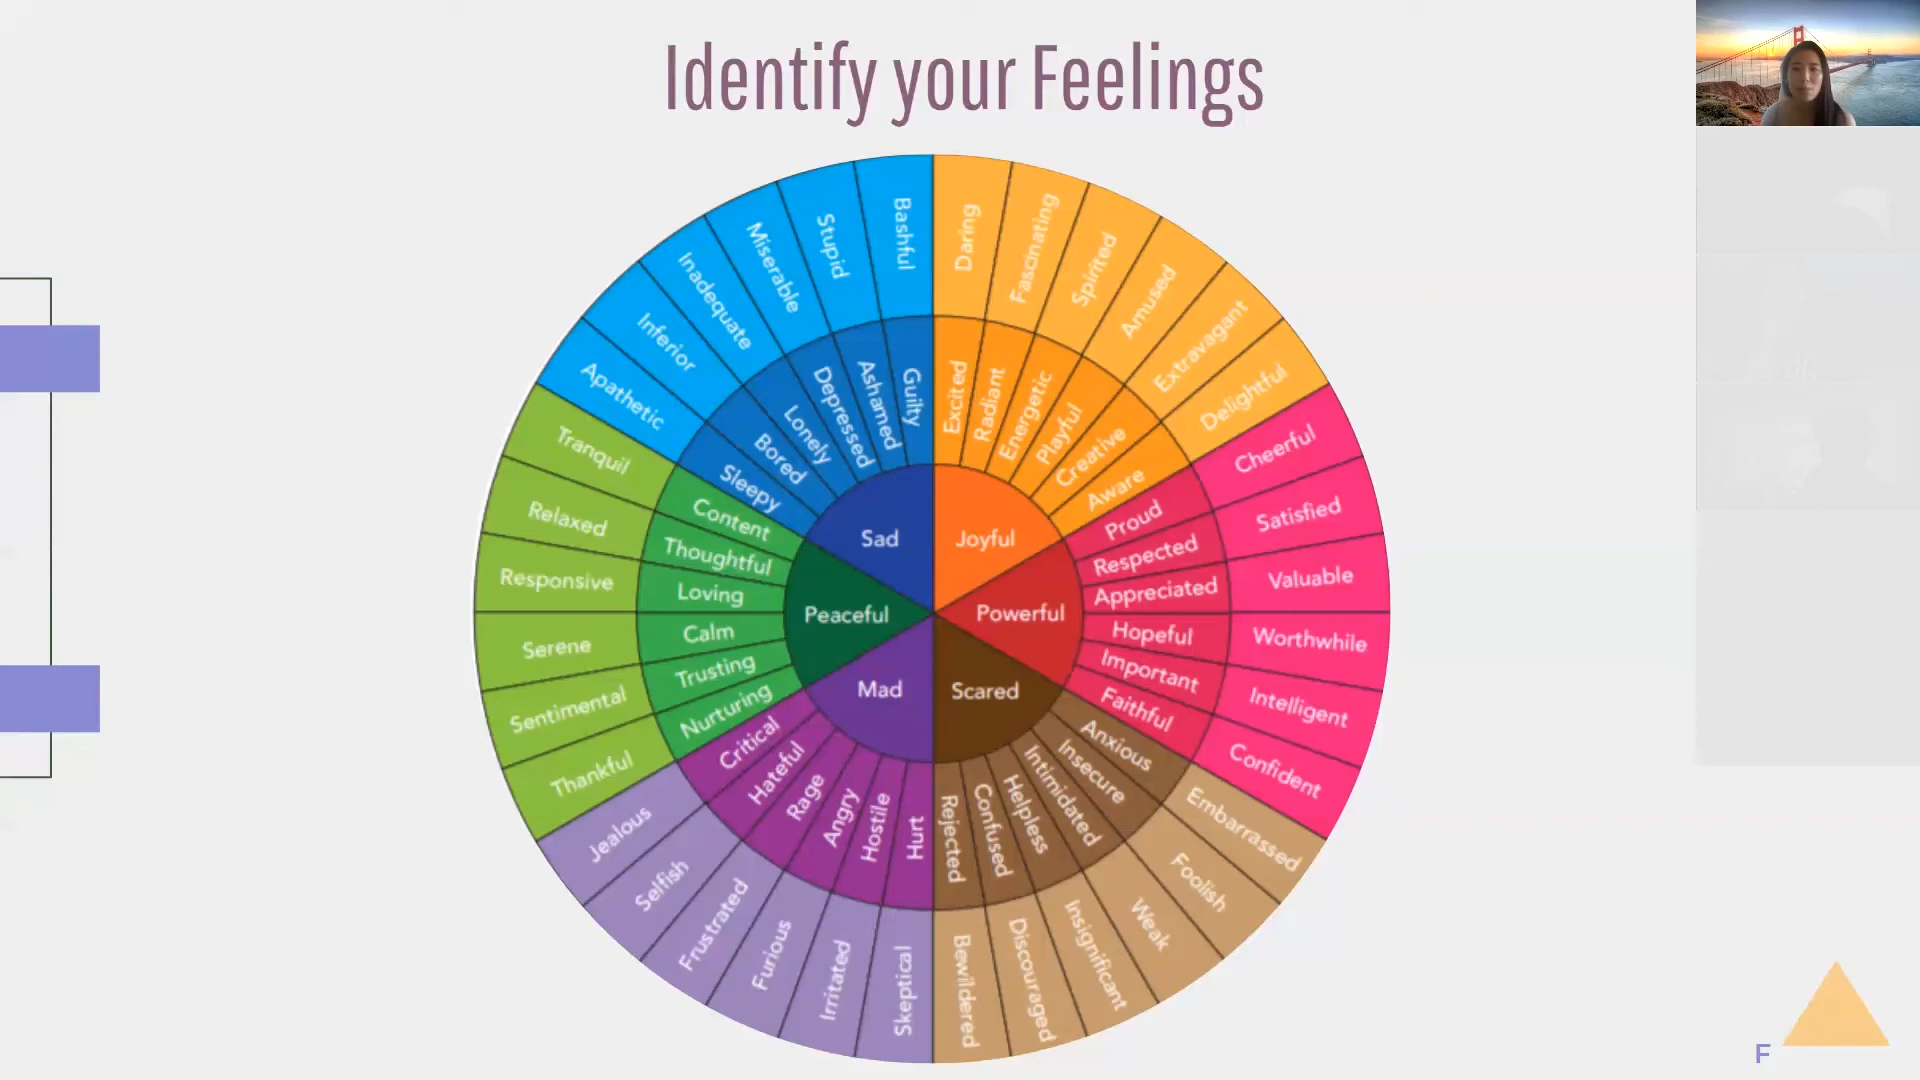 Identify your Feelings
Bashful
Stupid
Miserable
Inadequate
Inferior
Apathetic
Guilty
Ashamed
Depressed
Lonely
Bored
Sleepy
Sad
Daring
Fascinating
Spirited
Amused
Extravagant
Delightful
Excited
Radiant
Energetic
Playful
Creative
Aware
Joyful
Cheerful
Satisfied
Valuable
Worthwhile
Intelligent
Confident
Proud
Respected
Appreciated
Hopeful
Important
Faithful
Powerful
Embarrassed
Foolish
Weak
Insignificant
Discouraged
Bewildered
Anxious
Insecure
Intimidated
Helpless
Confused
Rejected
Scared
Skeptical
Irritated
Furious
Frustrated
Selfish
Jealous
Hurt
Hostile
Angry
Rage
Hateful
Critical
Mad
Thankful
Sentimental
Serene
Responsive
Relaxed
Tranquil
Nurturing
Trusting
Calm
Loving
Thoughtful
Content
Peaceful
F